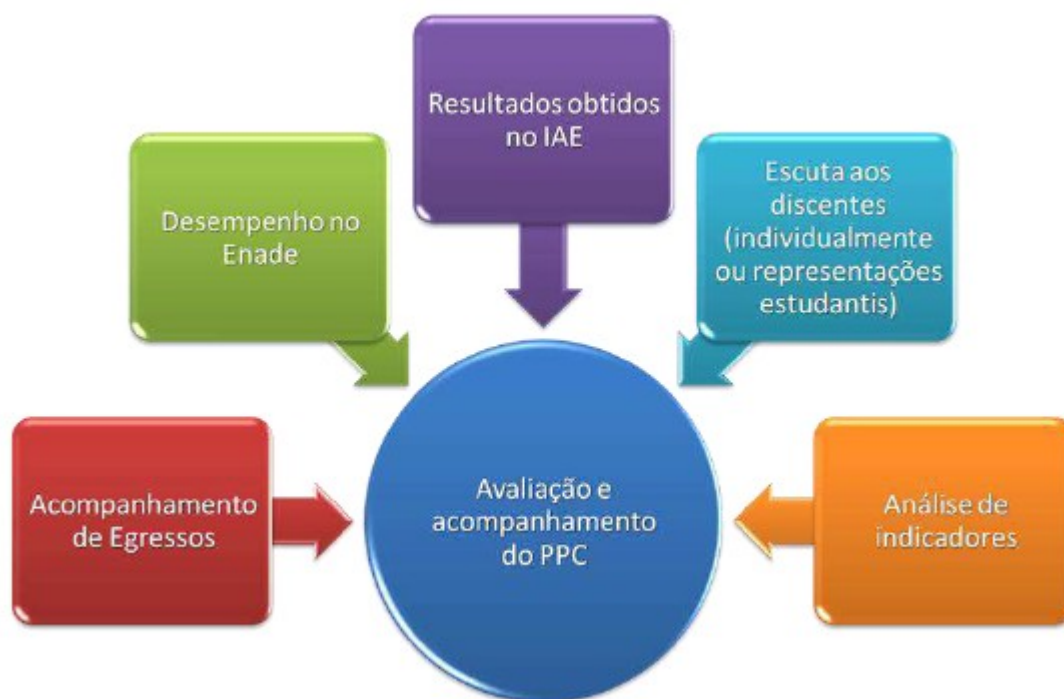 Resultados obtidos
no IAE
Desempenho no
Enade
Escuta aos
discentes
(individualmente
ou representações
estudantis)
Acompanhamento
de Egressos
Avaliação e
acompanhamento
do PPC
Análise de
indicadores